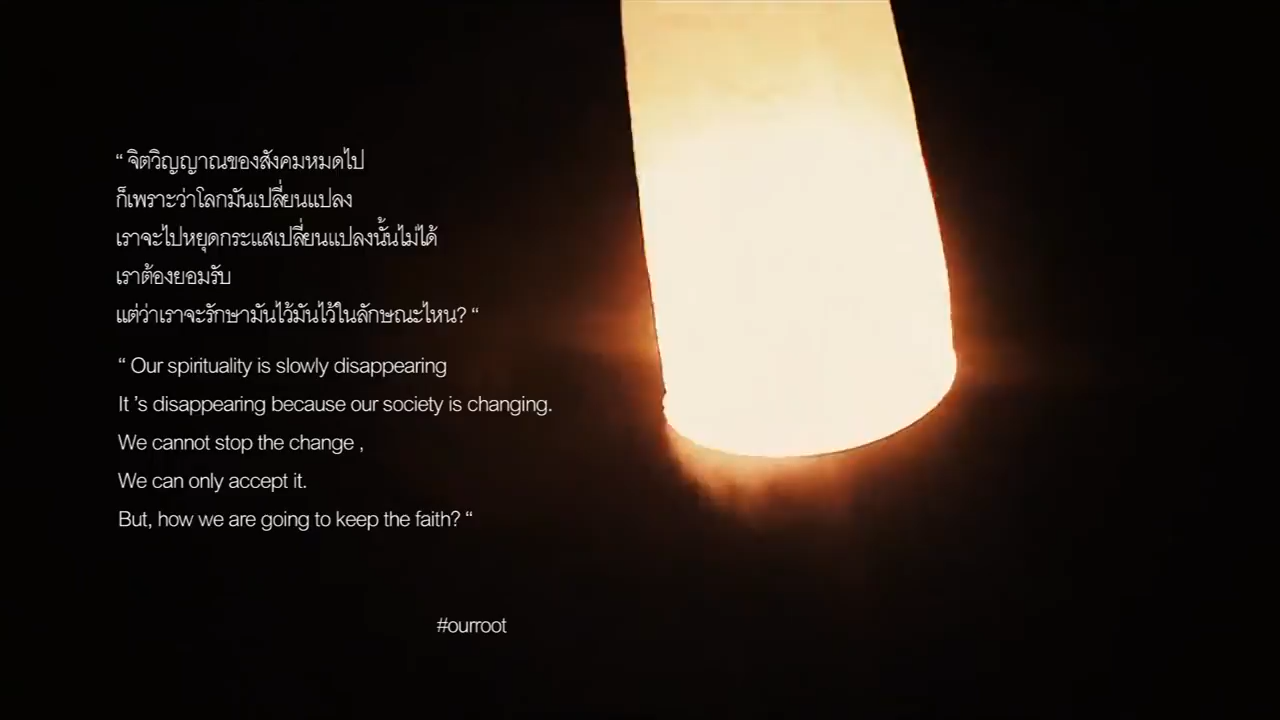 “ จิตวิญญาณของสังคมหมดไป
ก็เพราะว่าโลกมันเปลี่ยนแปลง
เราจะไปหยุดกระแสเปลี่ยนแปลงนั้นไม่ได้
เราต้องยอมรับ
แต่ว่าเราจะรักษามันไว้มันไว้ในลักษณะไหน? “
“ Our spirituality is slowly disappearing
It ’s disappearing because our society is changing.
We cannot stop the change ,
We can only accept it.
But, how we are going to keep the faith? “
#ourroot